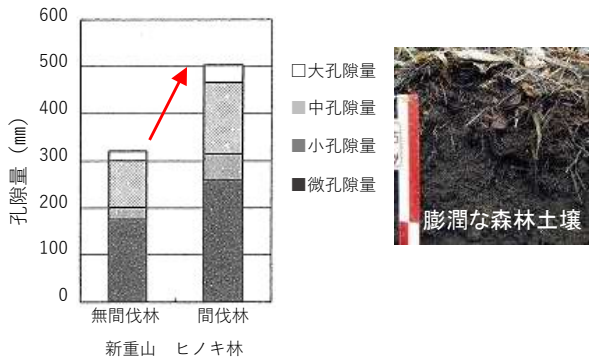 孔隙量（㎜）
600
500
400
300
200
100
0
無間伐林
間伐林
新重山 ヒノキ林
□大孔隙量
■中孔隙量
■小孔隙量
■微孔隙量
膨潤な森林土壌